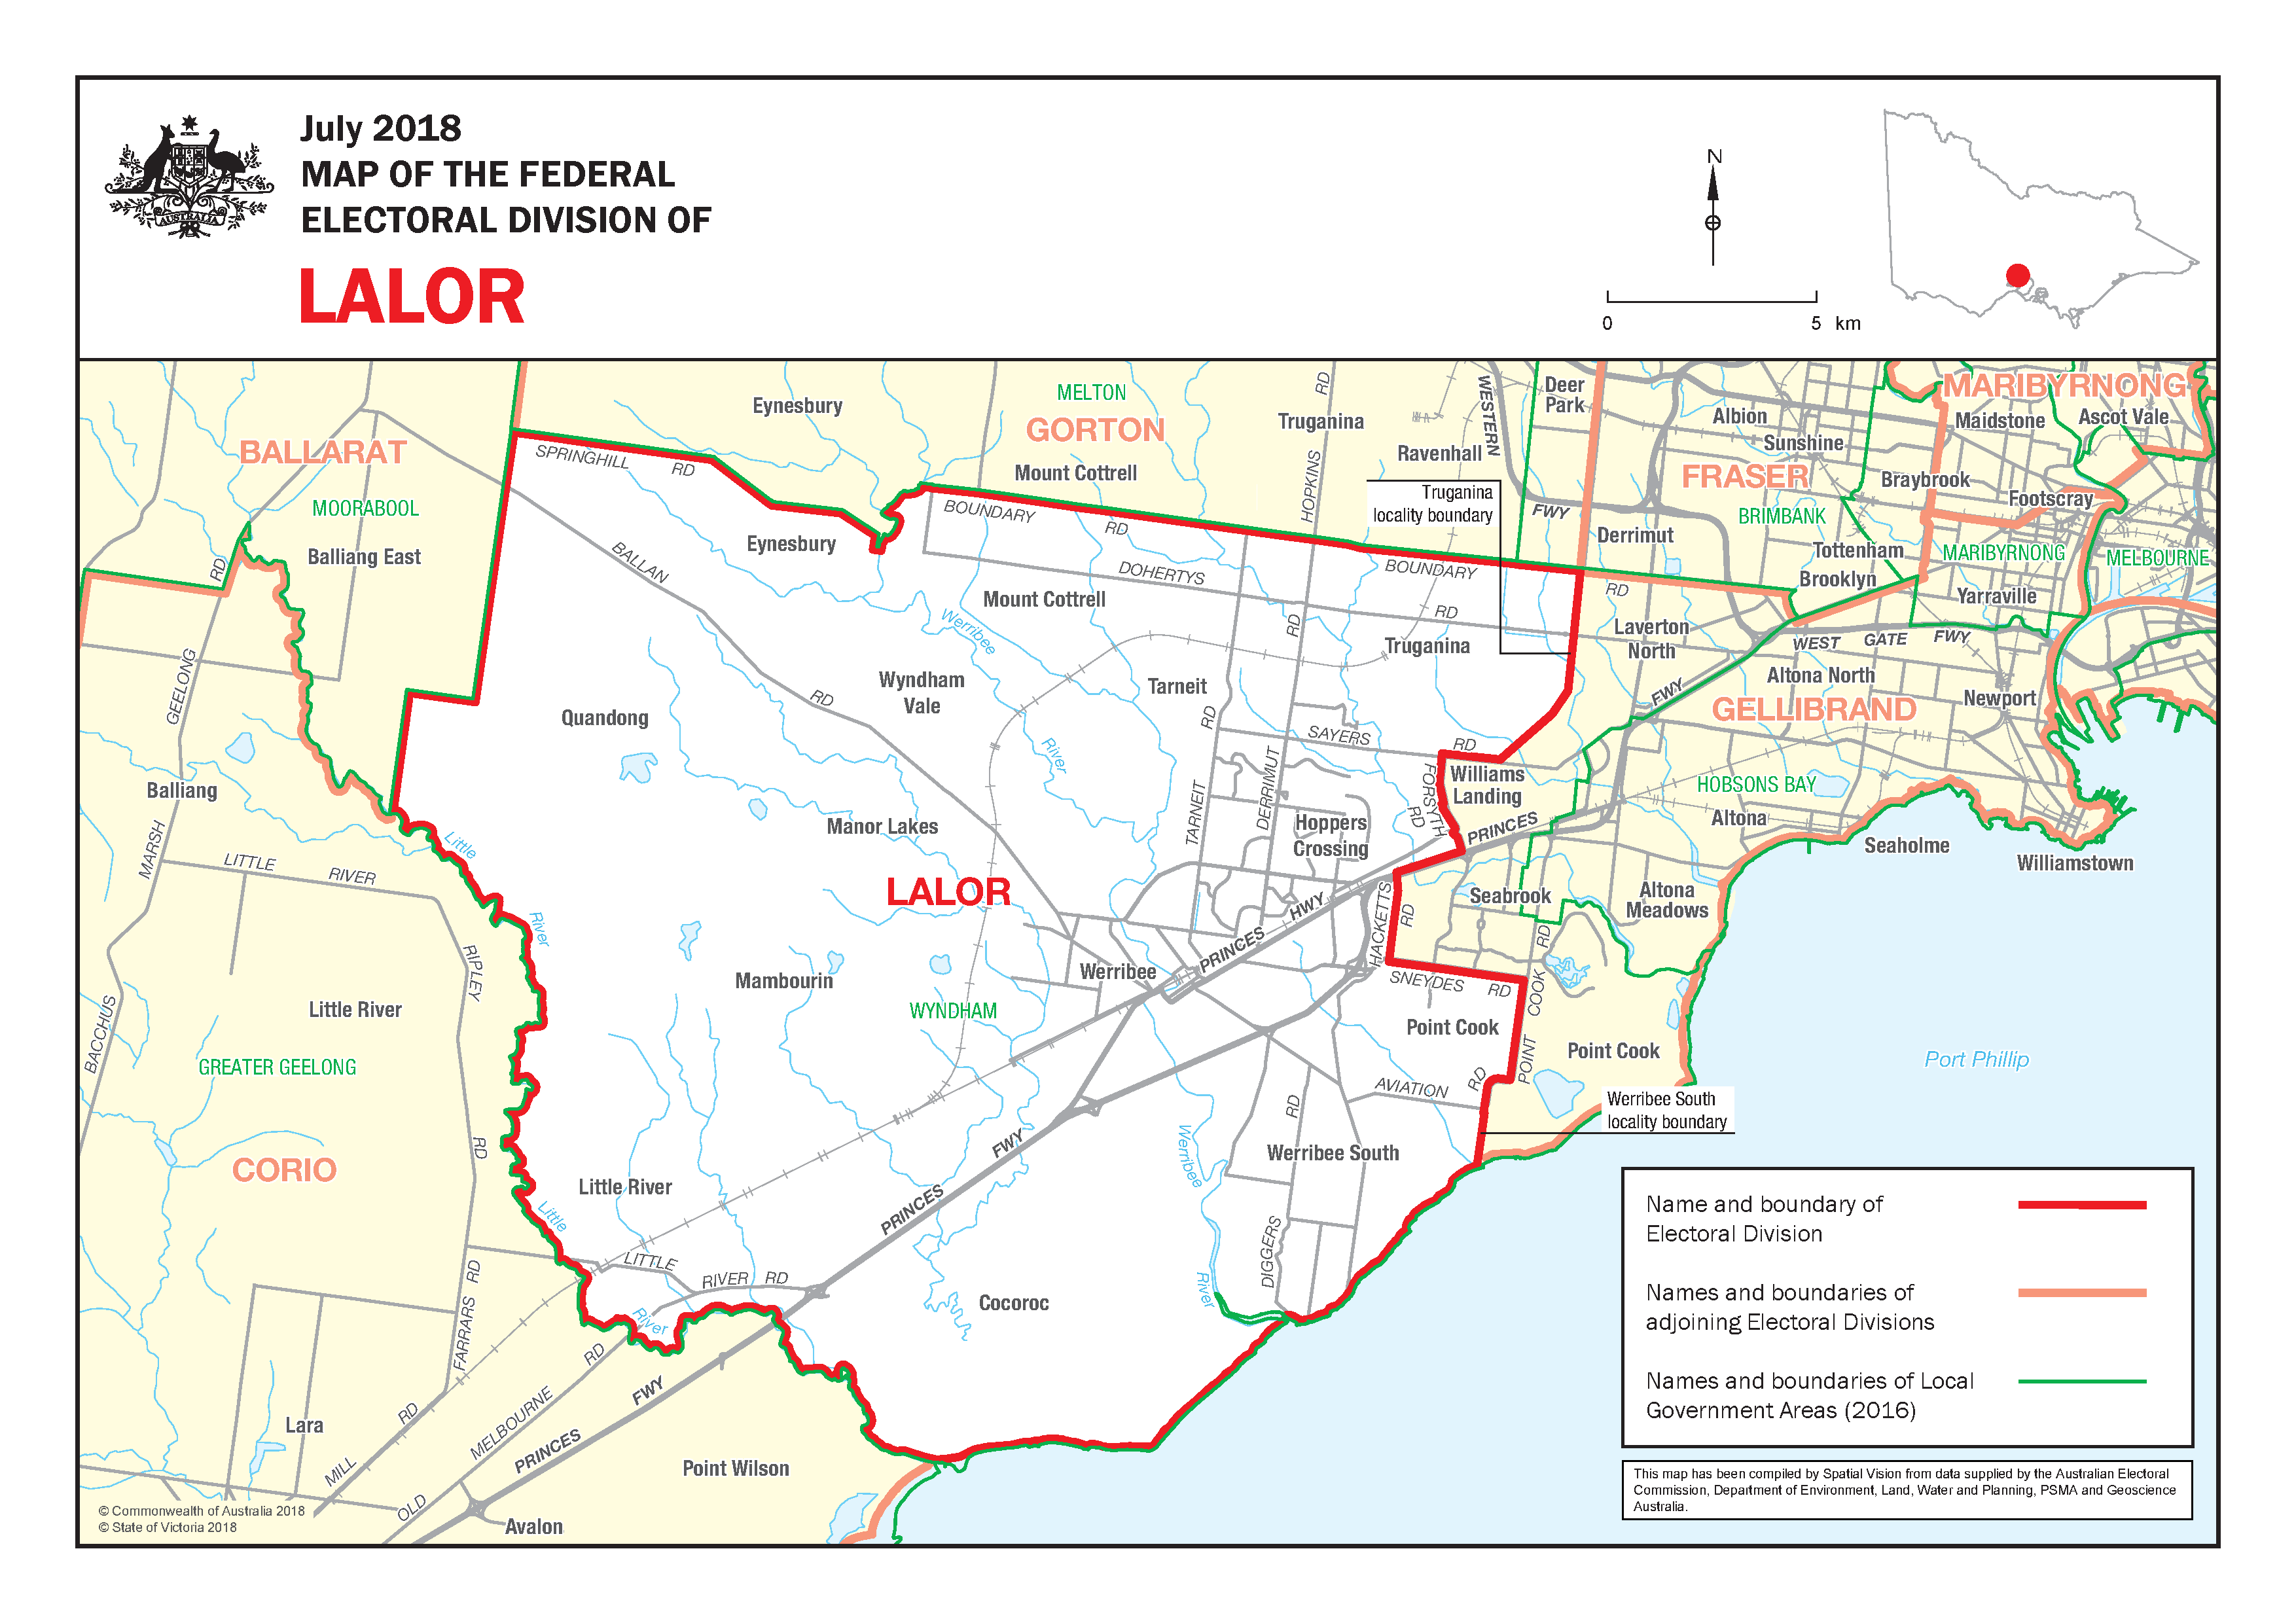 July 2018
MAP OF THE FEDERAL
ELECTORAL DIVISION OF
LALOR
AUSTRALIA
N
0 5 km
Eynesbury
MELTON
GORTON
Mount Cottrell
Truganina
RD
HOPKINS
Ravenhall
WESTERN
FWY
Deer
Park
Albion
Sunshine
FRASER
BRIMBANK
Derrimut
Tottenham
Brooklyn
MARIBYRNONG
Maidstone
Ascot Vale
Braybrook
Footscray
MARIBYRNONG
MELBOURNE
Yarraville
BALLARAT
MOORABOOL
Balliang East
RD
GEELONG
Balliang
MARSH
BACCHUS
SPRINGHILL RD
Eynesbury
BOUNDARY RD
Truganina
locality boundary
BOUNDARY
RD
DOHERTYS
RD
BALLAN
RD
Mount Cottrell
Werribee
River
Truganina
RD
Laverton
North
WEST GATE FWY
FWY
Altona North
GELLIBRAND
Newport
Wyndham
Vale
Tarneit
Quandong
RD
TARNEIT
DERRIMUT
SAYERS RD
FORSYTH
RD
Williams
Landing
PRINCES
HOBSONS BAY
Altona
Seaholme
Williamstown
Manor Lakes
Hoppers
Crossing
LALOR
LITTLE RIVER
RIPLEY
RD
Little
River
Little River
GREATER GEELONG
CORIO
Mambourin
WYNDHAM
Werribee
PRINCES HWY
HACKETTS
RD
Seabrook
Altona
Meadows
SNEYDES RD
POINT COOK RD
Point Cook
Point Cook
Port Phillip
AVIATION RD
Werribee South
locality boundary
Werribee South
RD
DIGGERS
Werribee
River
PRINCES FWY
Little River
Little
River
LITTLE RIVER RD
Cocoroc
FARRARS RD
Lara
MILL RD
OLD MELBOURNE RD
PRINCES FWY
Point Wilson
Avalon
Name and boundary of
Electoral Division
Names and boundaries of
adjoining Electoral Divisions
Names and boundaries of Local
Government Areas (2016)
This map has been compiled by Spatial Vision from data supplied by the Australian Electoral
Commission, Department of Environment, Land, Water and Planning, PSMA and Geoscience
Australia.
© Commonwealth of Australia 2018
© State of Victoria 2018